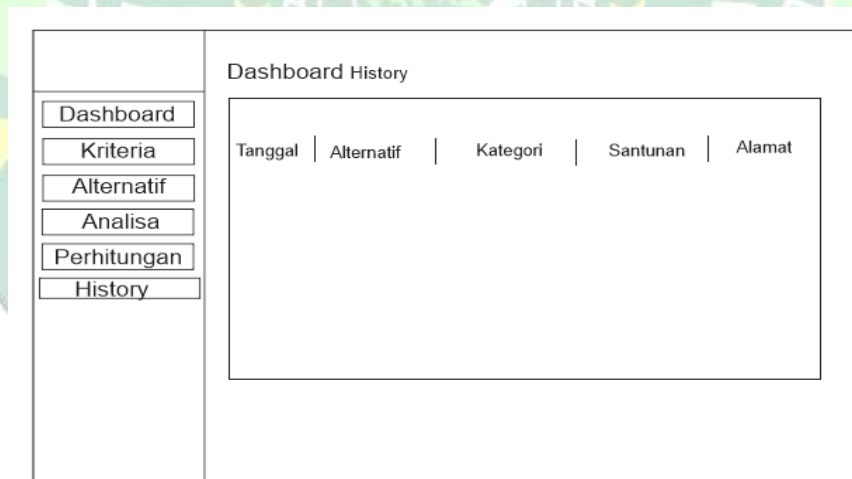 Dashboard History
Dashboard
Kriteria
Alternatif
Analisa
Perhitungan
History
Tanggal Alternatif Kategori Santunan Alamat